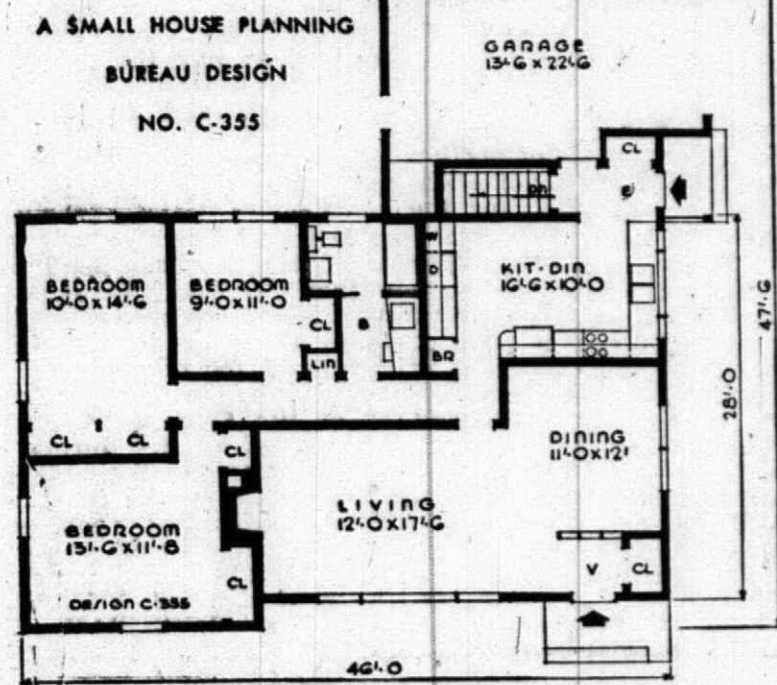 A SMALL HOUSE PLANNING
BUREAU DESIGN
NO. C-355
GARAGE
13'-6 x 22'-6
CL
DN
E
BEDROOM
10'-0 x 14'-6
BEDROOM
9'-0 x 11'-0
W
D
KIT-DIN
16'-6 x 10'-0
47'-6
CL
B
LIN
BR
28'-0
CL
CL
CL
DINING
11'-0 x 12'
LIVING
12'-0 x 17'-6
BEDROOM
13'-6 x 11'-8
CL
V
CL
DESIGN C-355
46'-0